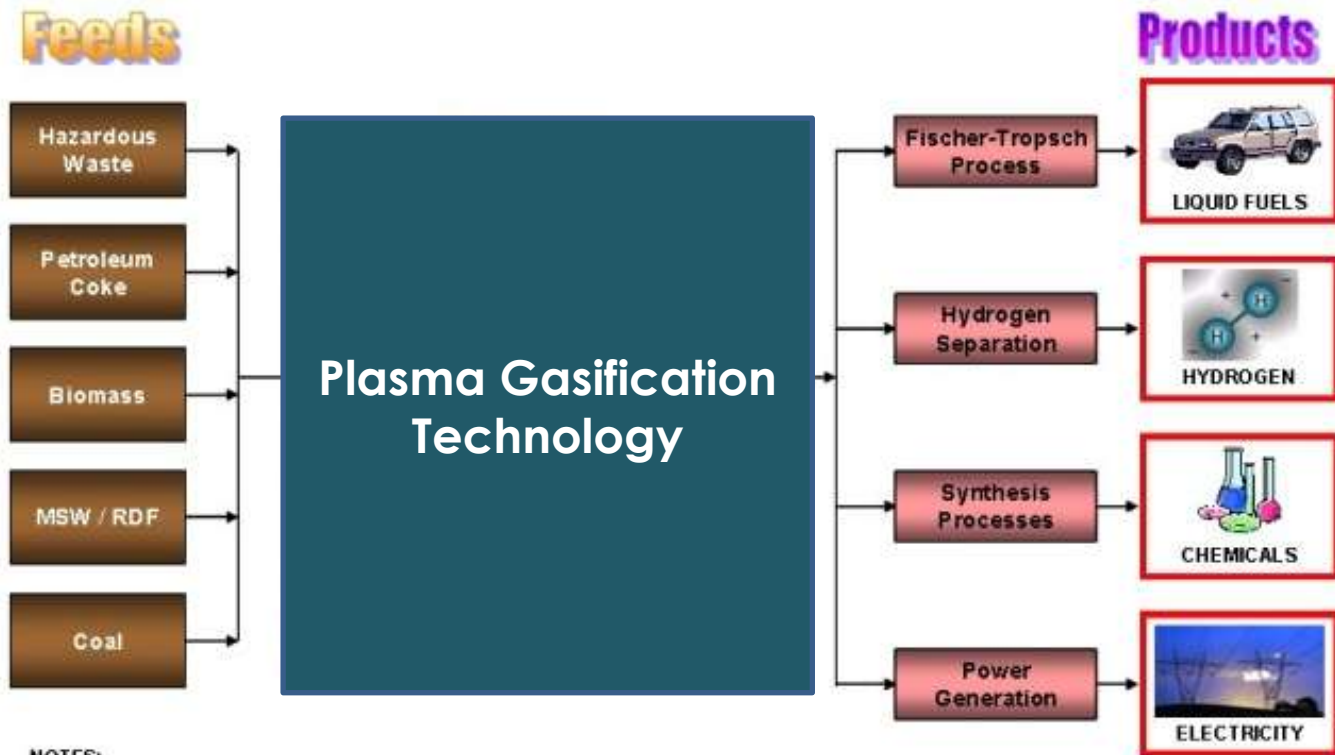 Feeds
Products
Hazardous
Waste
Petroleum
Coke
Biomass
MSW / RDF
Coal
Plasma Gasification
Technology
Fischer-Tropsch
Process
Hydrogen
Separation
Synthesis
Processes
Power
Generation
LIQUID FUELS
H
H
HYDROGEN
CHEMICALS
ELECTRICITY
NOTES: